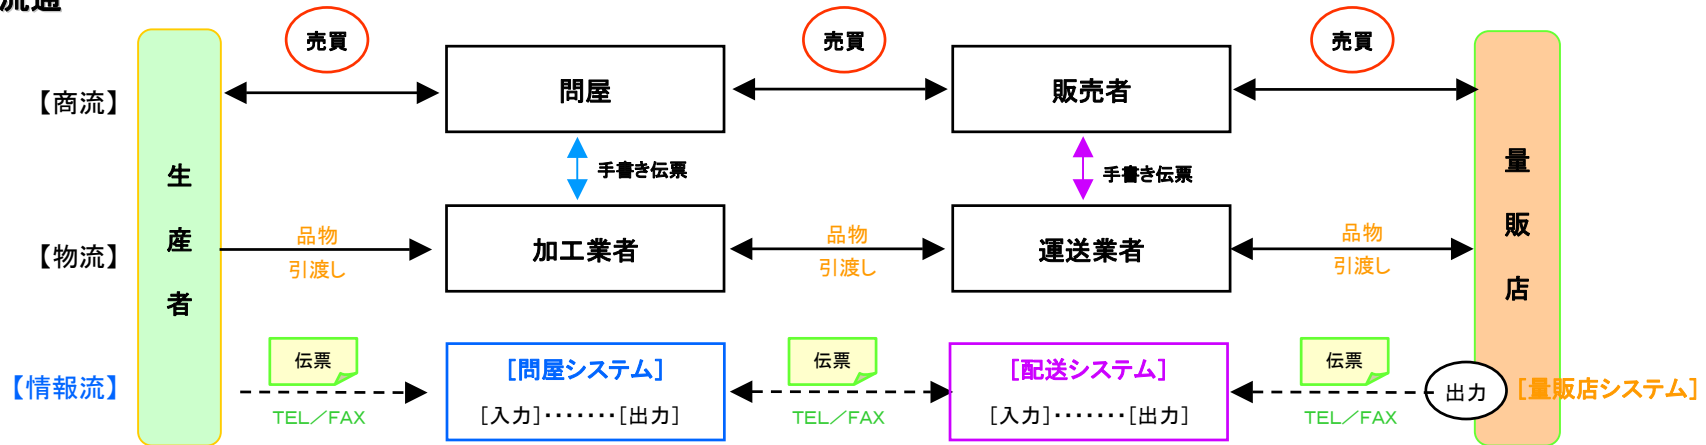 流通
売買
売買
売買
【商流】
問屋
販売者
手書き伝票
手書き伝票
生産者
量販店
【物流】
品物
引渡し
加工業者
品物
引渡し
運送業者
品物
引渡し
【情報流】
伝票
TEL/FAX
[問屋システム]
[入力]・・・・・・・[出力]
伝票
TEL/FAX
[配送システム]
[入力]・・・・・・・[出力]
伝票
TEL/FAX
出力
[量販店システム]